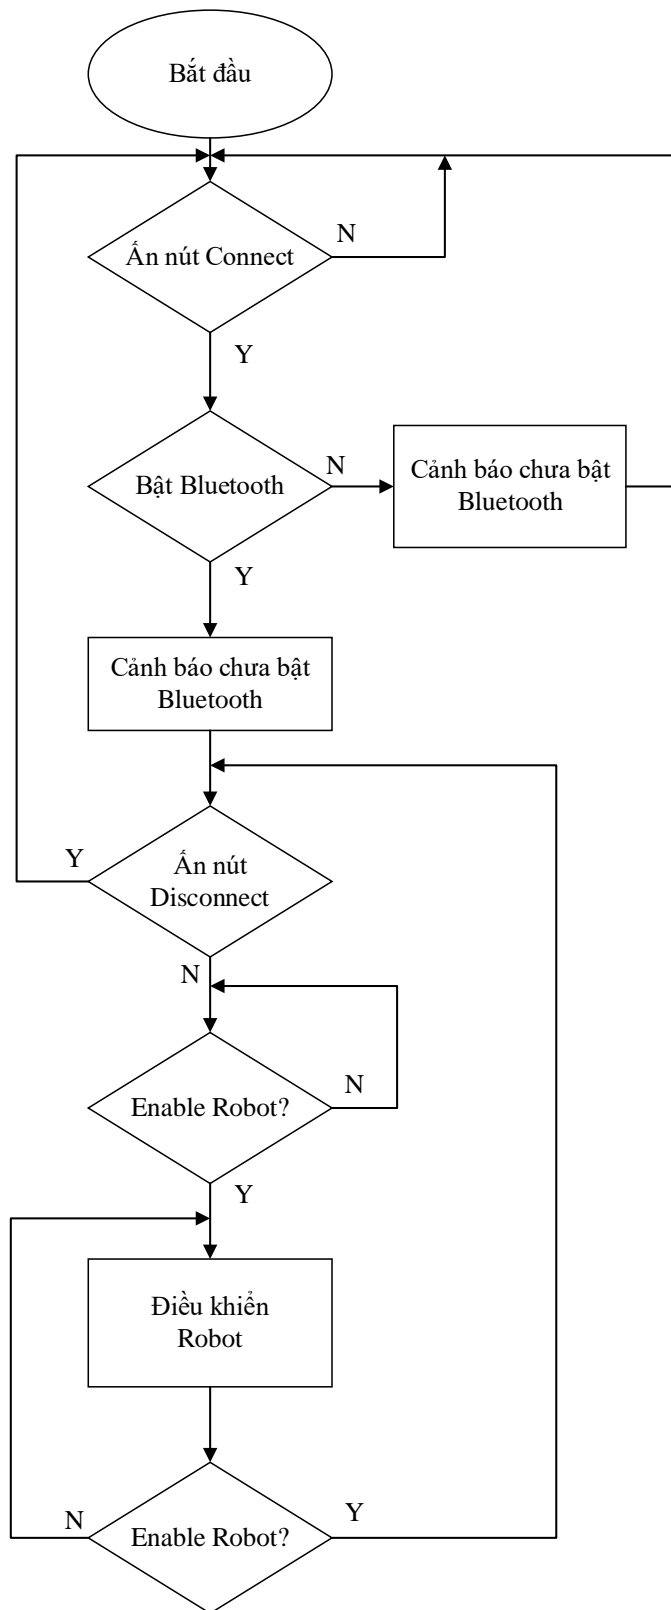 Bắt đầu
Ấn nút Connect
N
Y
Bật Bluetooth
N
Cảnh báo chưa bật
Bluetooth
Y
Cảnh báo chưa bật
Bluetooth
Y
Ấn nút
Disconnect
N
Enable Robot?
N
Y
Điều khiển
Robot
N
Enable Robot?
Y